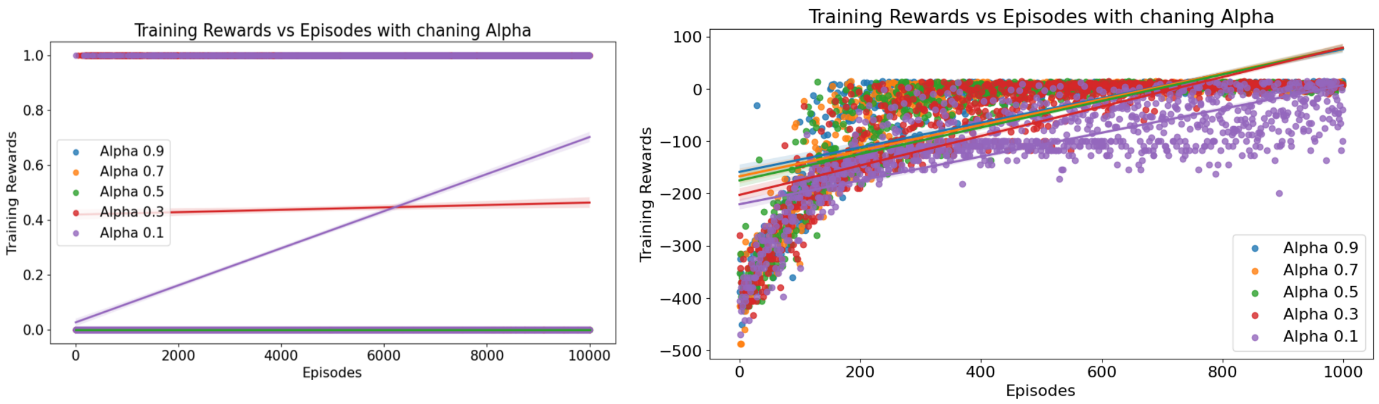 Training Rewards vs Episodes with chaning Alpha
1.0
0.8
0.6
0.4
0.2
0.0
Training Rewards
Alpha 0.9
Alpha 0.7
Alpha 0.5
Alpha 0.3
Alpha 0.1
0 2000 4000 6000 8000 10000
Episodes
Training Rewards vs Episodes with chaning Alpha
100
0
−100
−200
−300
−400
−500
Training Rewards
Alpha 0.9
Alpha 0.7
Alpha 0.5
Alpha 0.3
Alpha 0.1
0 200 400 600 800 1000
Episodes